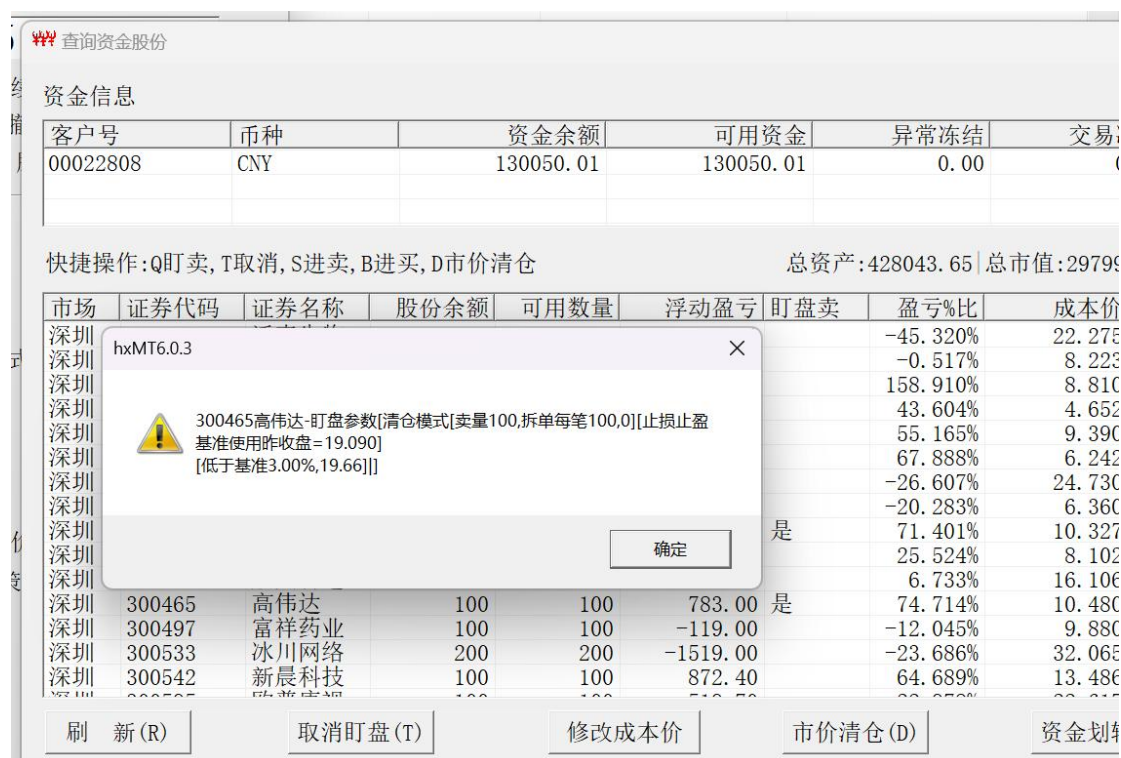 查询资金股份
资金信息
客户号 币种 资金余额 可用资金 异常冻结 交易
00022808 CNY 130050.01 130050.01 0.00
快捷操作:Q盯卖,T取消,S进卖,B进买,D市价清仓 总资产:428043.65|总市值:29799
市场 证券代码 证券名称 股份余额 可用数量 浮动盈亏 盯盘卖 盈亏%比 成本价
深圳 -45.320% 22.275
深圳 -0.517% 8.223
深圳 158.910% 8.810
深圳 43.604% 4.652
深圳 55.165% 9.390
深圳 67.888% 6.242
深圳 -26.607% 24.730
深圳 -20.283% 6.360
深圳 是 71.401% 10.327
深圳 25.524% 8.102
深圳 6.733% 16.106
深圳 300465 高伟达 100 100 783.00 是 74.714% 10.480
深圳 300497 富祥药业 100 100 -119.00 -12.045% 9.880
深圳 300533 冰川网络 200 200 -1519.00 -23.686% 32.065
深圳 300542 新晨科技 100 100 872.40 64.689% 13.486
hxMT6.0.3
300465高伟达-盯盘参数[清仓模式[卖量100,拆单每笔100,0][止损止盈
基准使用昨收盘=19.090]
[低于基准3.00%,19.66]|]
确定
刷 新(R) 取消盯盘(T) 修改成本价 市价清仓(D) 资金划转